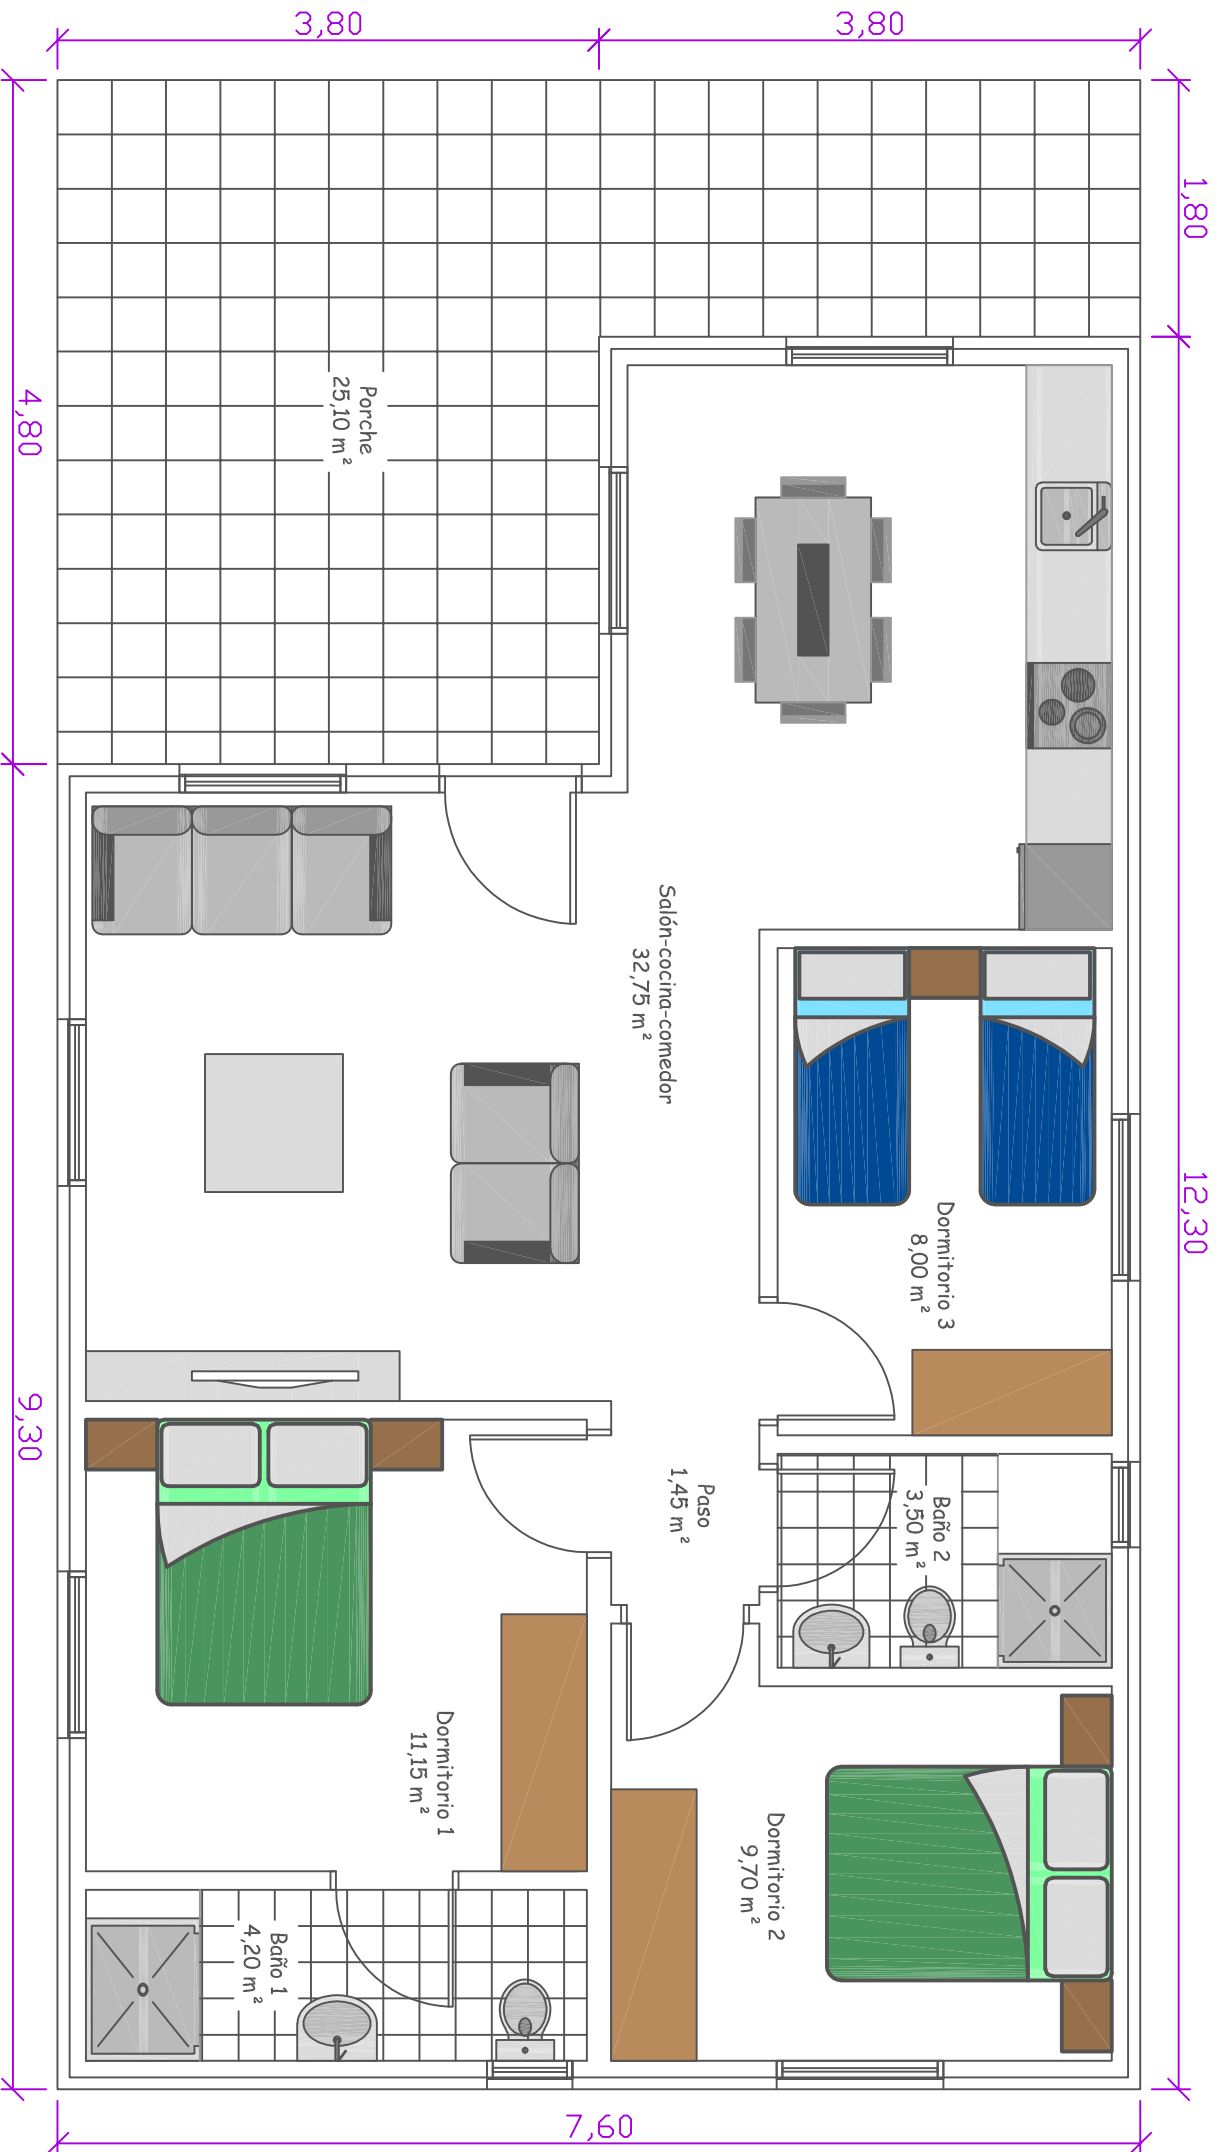 3,80
3,80
1,80
Porche
25,10 m²
4,80
Salón-cocina-comedor
32,75 m²
12,30
Dormitorio 3
8,00 m²
9,30
Paso
1,45 m²
Baño 2
3,50 m²
Dormitorio 1
11,15 m²
Dormitorio 2
9,70 m²
Baño 1
4,20 m²
7,60